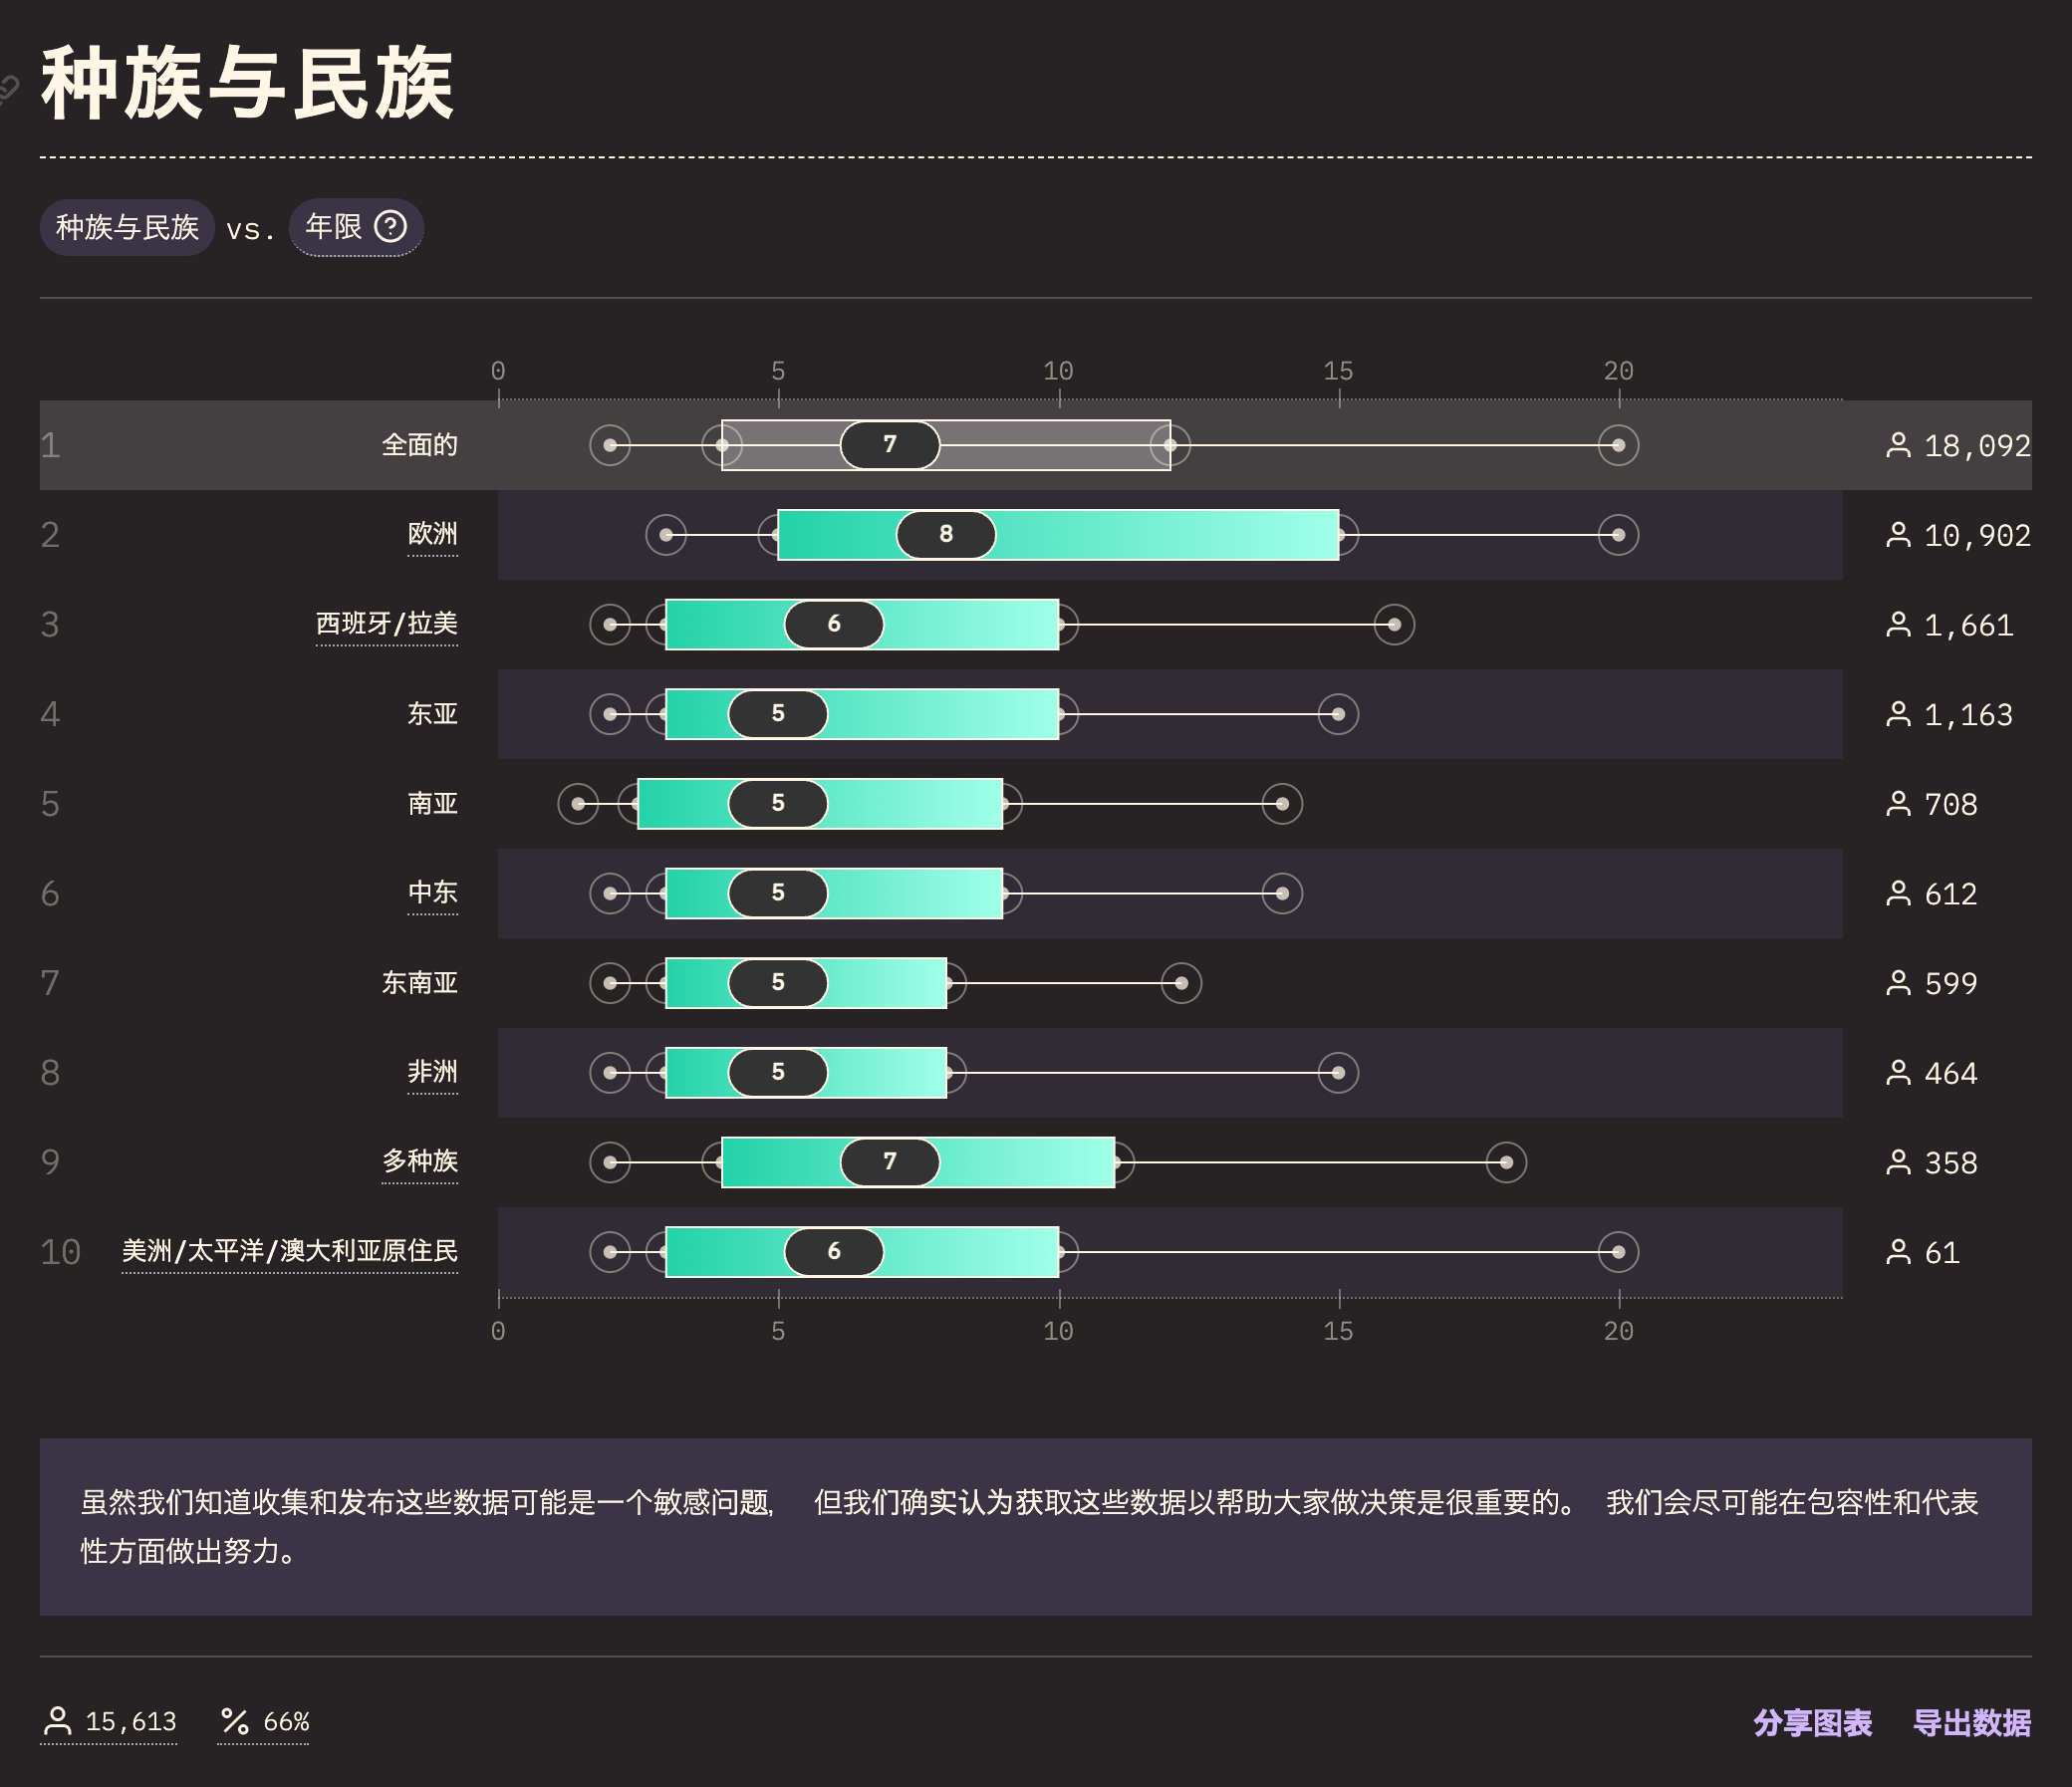 种族与民族
种族与民族 vs. 年限 ?
0 5 10 15 20
1 全面的 7 18,092
2 欧洲 8 10,902
3 西班牙/拉美 6 1,661
4 东亚 5 1,163
5 南亚 5 708
6 中东 5 612
7 东南亚 5 599
8 非洲 5 464
9 多种族 7 358
10 美洲/太平洋/澳大利亚原住民 6 61
0 5 10 15 20
虽然我们知道收集和发布这些数据可能是一个敏感问题, 但我们确实认为获取这些数据以帮助大家做决策是很重要的。 我们会尽可能在包容性和代表
性方面做出努力。
15,613 % 66% 分享图表 导出数据